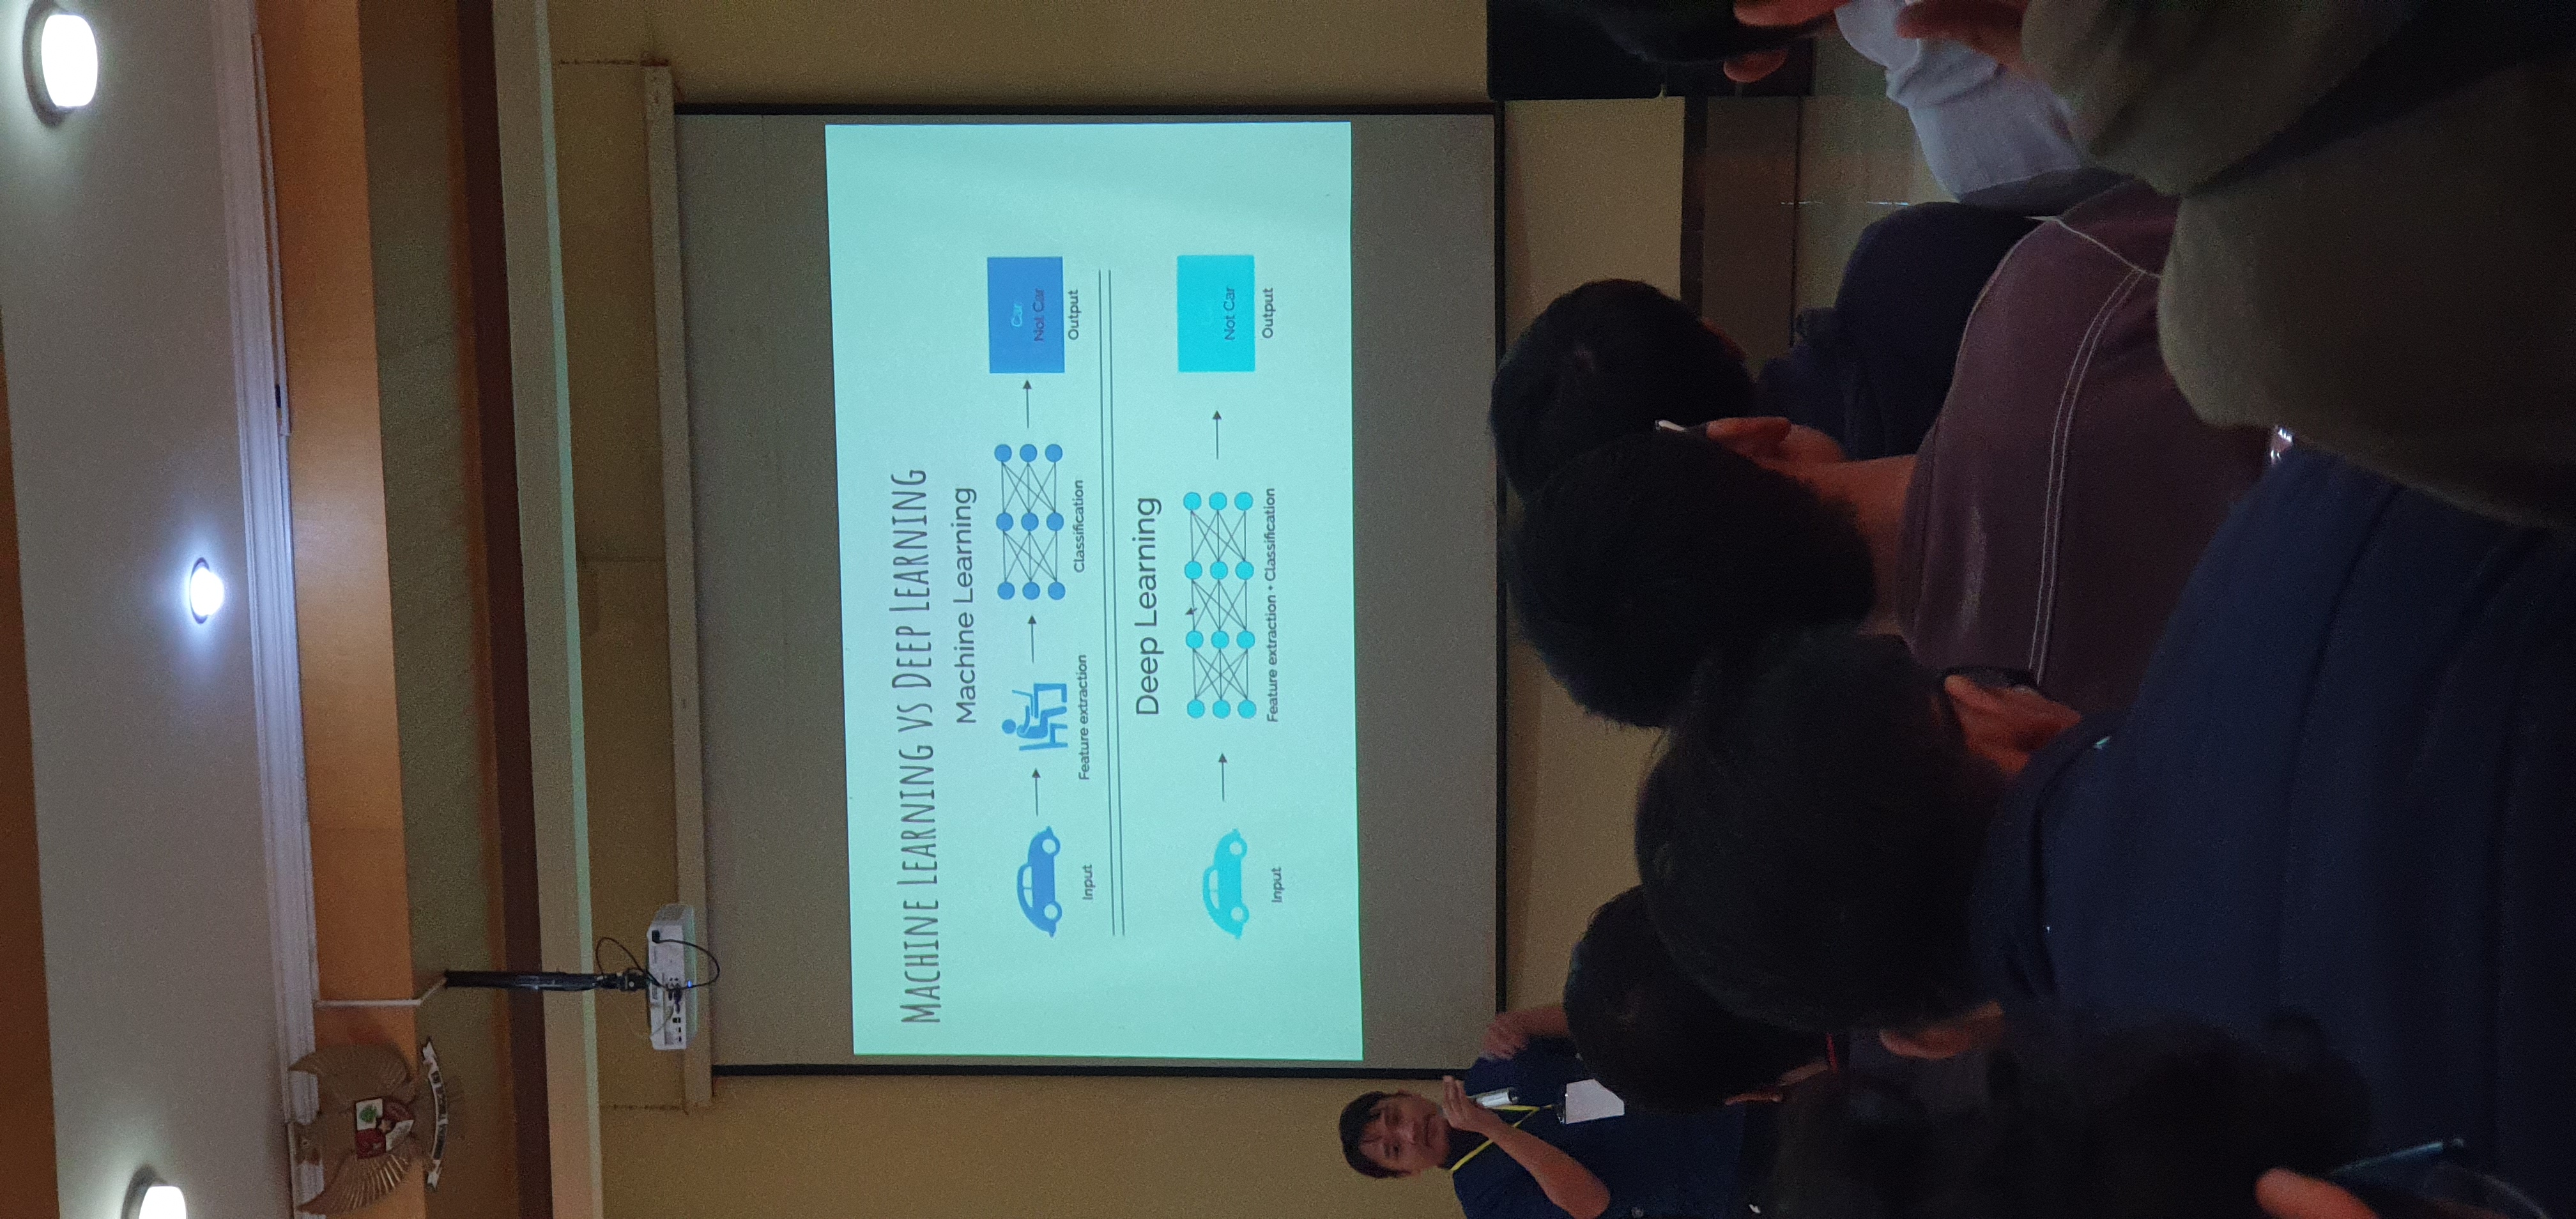 MACHINE LEARNING VS DEEP LEARNING
Machine Learning
Car
Not Car
Input
Feature extraction
Classification
Output
Deep Learning
Not Car
Input
Feature extraction + Classification
Output